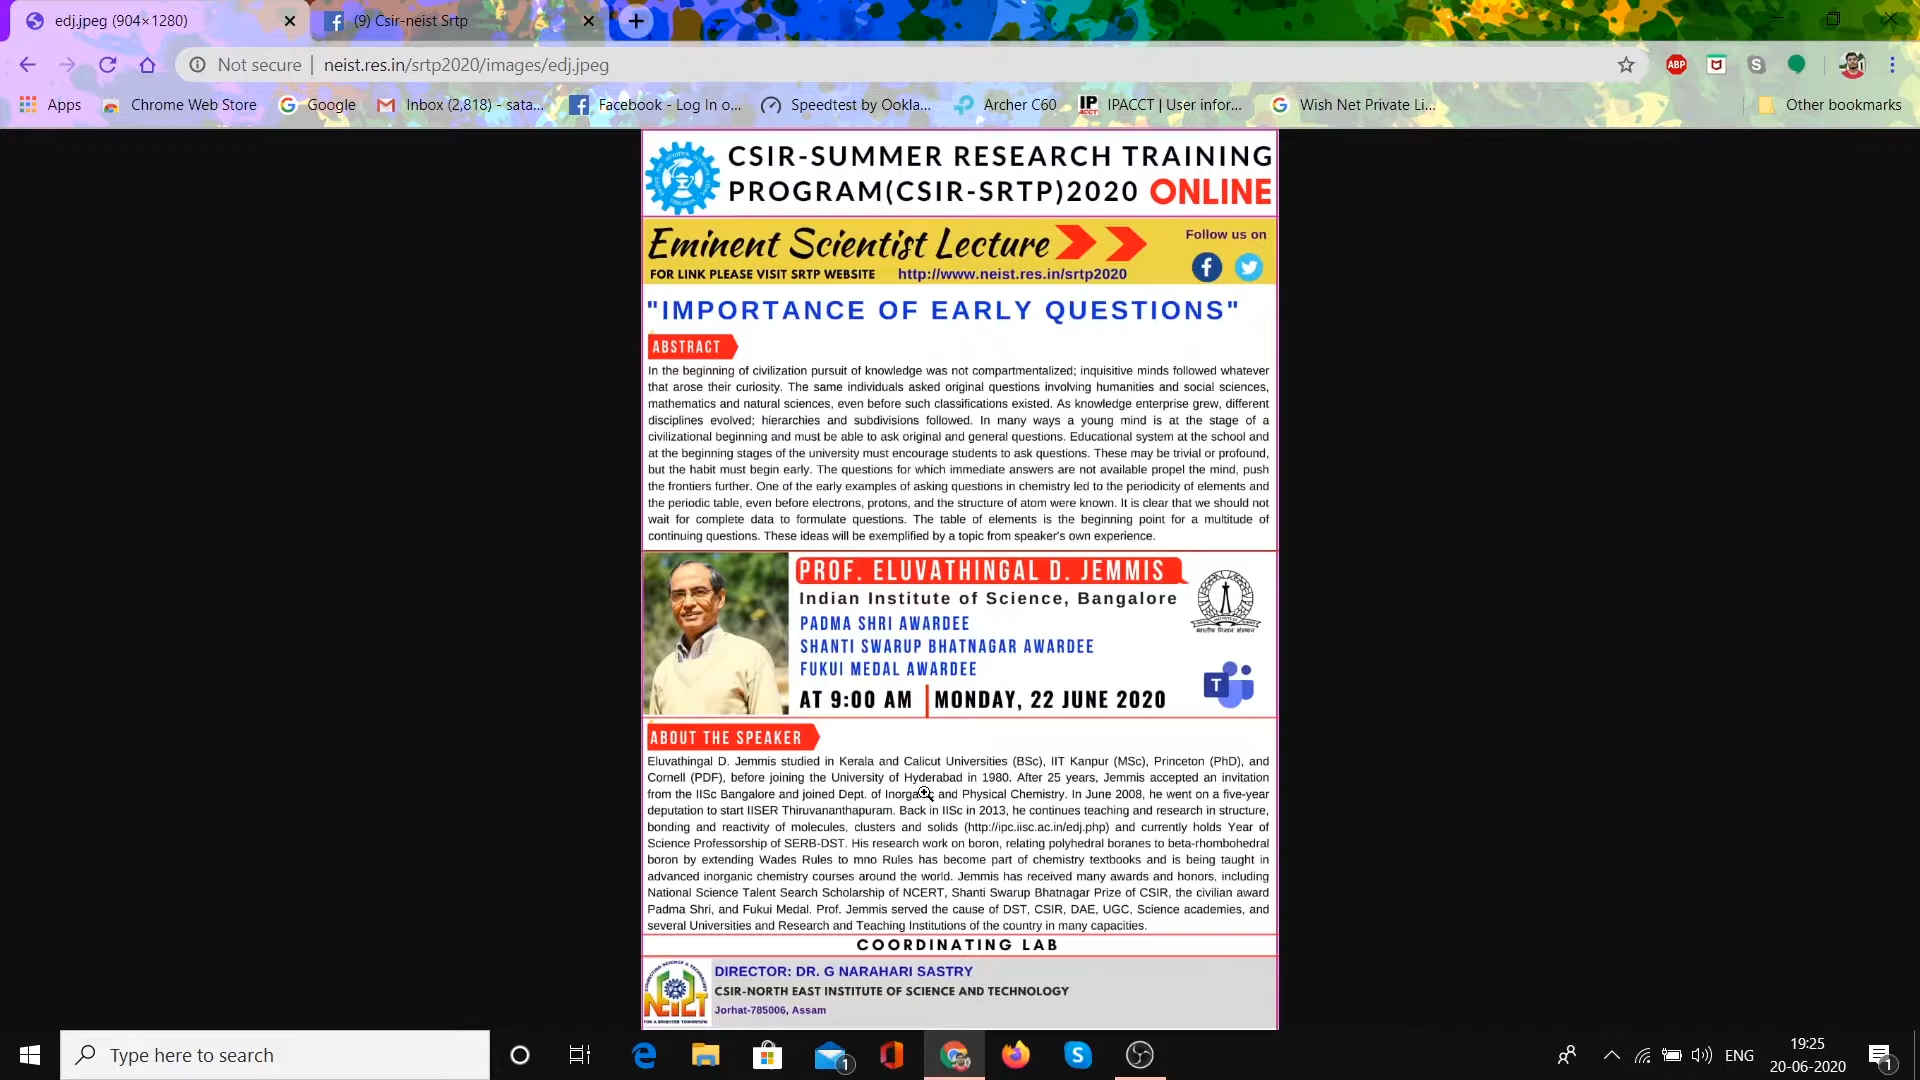 edj.jpeg (904×1280)
(9) Csir-neist Srtp
Not secure | neist.res.in/srtp2020/images/edj.jpeg
ABP
Apps
Chrome Web Store
Google
Inbox (2,818) - sata...
Facebook - Log In o...
Speedtest by Ookla...
Archer C60
IPACCT | User infor...
Wish Net Private Li...
Other bookmarks
CSIR-SUMMER RESEARCH TRAINING
PROGRAM(CSIR-SRTP)2020 ONLINE
Eminent Scientist Lecture
Follow us on
FOR LINK PLEASE VISIT SRTP WEBSITE http://www.neist.res.in/srtp2020
"IMPORTANCE OF EARLY QUESTIONS"
ABSTRACT
In the beginning of civilization pursuit of knowledge was not compartmentalized; inquisitive minds followed whatever
that arose their curiosity. The same individuals asked original questions involving humanities and social sciences,
mathematics and natural sciences, even before such classifications existed. As knowledge enterprise grew, different
disciplines evolved; hierarchies and subdivisions followed. In many ways a young mind is at the stage of a
civilizational beginning and must be able to ask original and general questions. Educational system at the school and
at the beginning stages of the university must encourage students to ask questions. These may be trivial or profound,
but the habit must begin early. The questions for which immediate answers are not available propel the mind, push
the frontiers further. One of the early examples of asking questions in chemistry led to the periodicity of elements and
the periodic table, even before electrons, protons, and the structure of atom were known. It is clear that we should not
wait for complete data to formulate questions. The table of elements is the beginning point for a multitude of
continuing questions. These ideas will be exemplified by a topic from speaker's own experience.
PROF. ELUVATHINGAL D. JEMMIS
Indian Institute of Science, Bangalore
PADMA SHRI AWARDEE
SHANTI SWARUP BHATNAGAR AWARDEE
FUKUI MEDAL AWARDEE
AT 9:00 AM | MONDAY, 22 JUNE 2020
T
ABOUT THE SPEAKER
Eluvathingal D. Jemmis studied in Kerala and Calicut Universities (BSc), IIT Kanpur (MSc), Princeton (PhD), and
Cornell (PDF), before joining the University of Hyderabad in 1980. After 25 years, Jemmis accepted an invitation
from the IISc Bangalore and joined Dept. of Inorganic and Physical Chemistry. In June 2008, he went on a five-year
deputation to start IISER Thiruvananthapuram. Back in IISc in 2013, he continues teaching and research in structure,
bonding and reactivity of molecules, clusters and solids (http://ipc.iisc.ac.in/edj.php) and currently holds Year of
Science Professorship of SERB-DST. His research work on boron, relating polyhedral boranes to beta-rhombohedral
boron by extending Wades Rules to mno Rules has become part of chemistry textbooks and is being taught in
advanced inorganic chemistry courses around the world. Jemmis has received many awards and honors, including
National Science Talent Search Scholarship of NCERT, Shanti Swarup Bhatnagar Prize of CSIR, the civilian award
Padma Shri, and Fukui Medal. Prof. Jemmis served the cause of DST, CSIR, DAE, UGC, Science academies, and
several Universities and Research and Teaching Institutions of the country in many capacities.
COORDINATING LAB
DIRECTOR: DR. G NARAHARI SASTRY
CSIR-NORTH EAST INSTITUTE OF SCIENCE AND TECHNOLOGY
Jorhat-785006, Assam
NEIST
FOR A BRIGHTER TOMORROW
Type here to search
1
ENG
19:25
20-06-2020
1